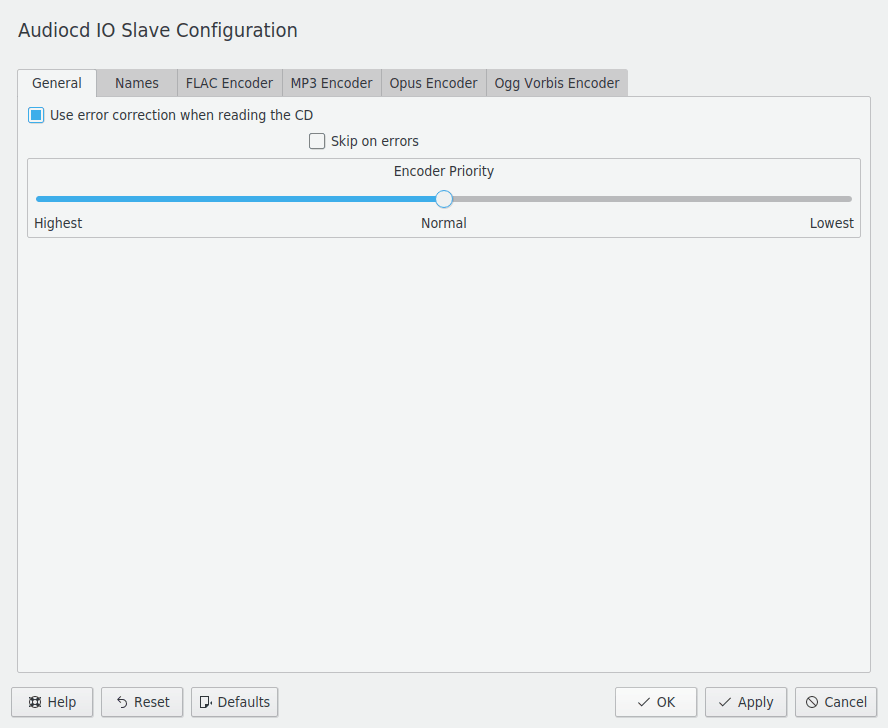 Audiocd IO Slave Configuration
General Names FLAC Encoder MP3 Encoder Opus Encoder Ogg Vorbis Encoder
Use error correction when reading the CD
Skip on errors
Encoder Priority
Highest Normal Lowest
Help Reset Defaults OK Apply Cancel